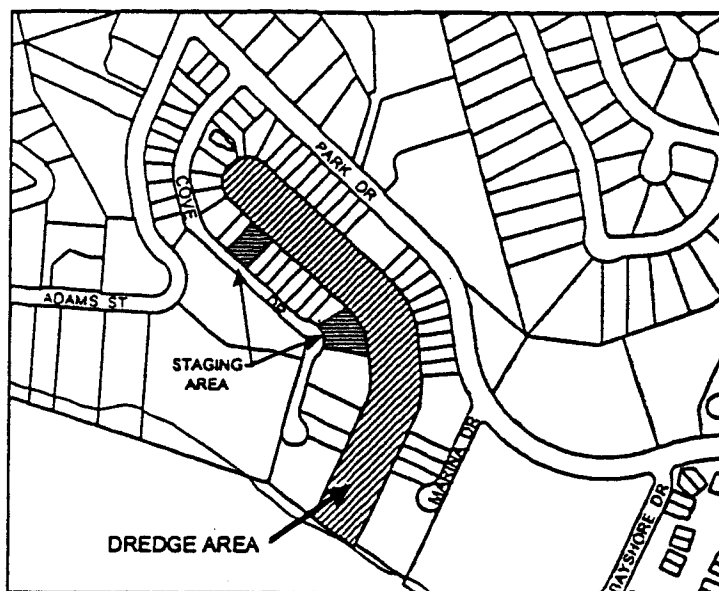 PARK DR
COVE
DR
ADAMS ST
STAGING
AREA
MARINA DR
DREDGE AREA
BAYSHORE DR